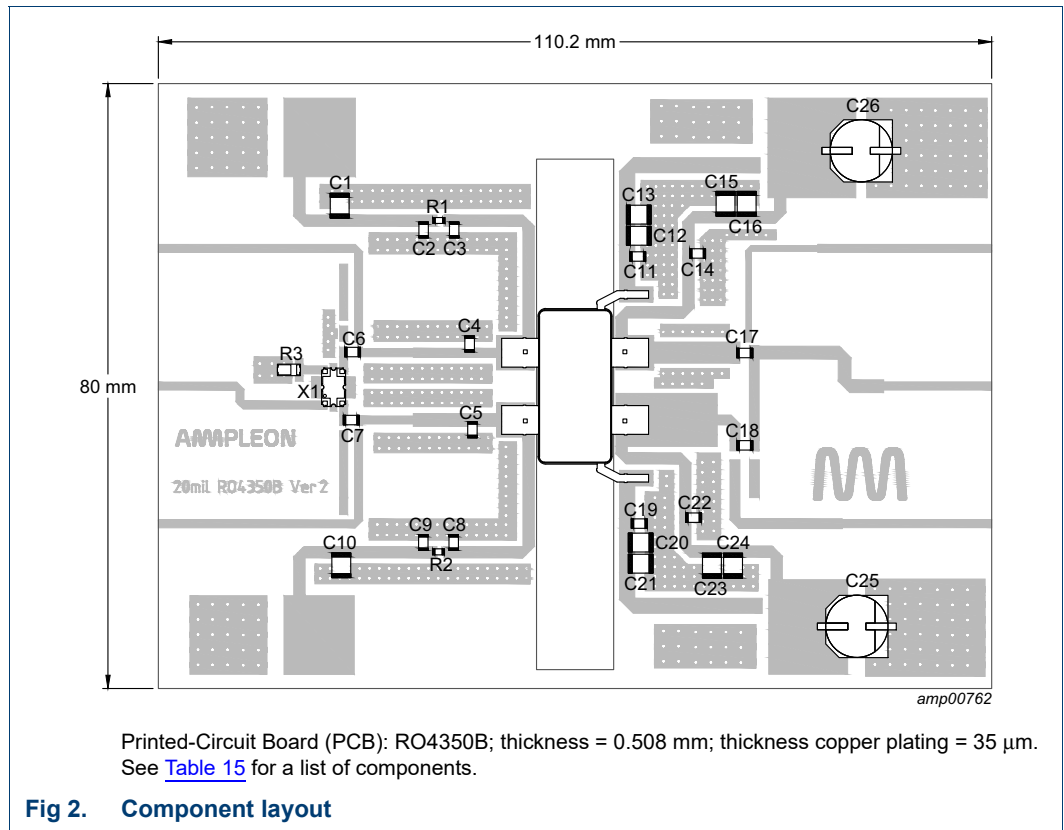 110.2 mm
C26
C1
C13
C15
R1
C12
C16
C2 C3
C11
C14
C4
C6
C17
R3
80 mm
X1
C5
C7
C18
AMPLEON
20mil RO4350B Ver2
C22
C19
C9 C8
C20
C24
C10
R2
C21
C23
C25
amp00762
Printed-Circuit Board (PCB): RO4350B; thickness = 0.508 mm; thickness copper plating = 35 μm.
See Table 15 for a list of components.
Fig 2. Component layout